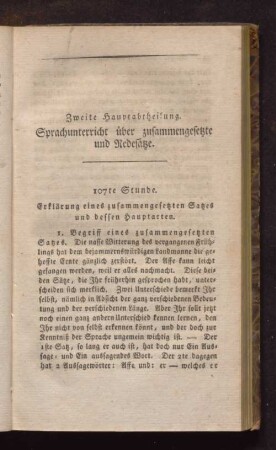 Zweite Hauptabtheilung.
Sprachunterricht über zusammengesetzte
und Redesätze.
107te Stunde.
Erklärung eines zusammengesetzten Satzes
und dessen Hauptarten.
1. Begriff eines zusammengesetzten
Satzes. Die nasse Witterung des vergangenen Früh-
lings hat dem bejammernswürdigen Landmanne die ge-
hoffte Ernte gänzlich zerstört. Der Affe kann leicht
gefangen werden, weil er alles nachmacht. Diese bei-
den Sätze, die Ihr früherhin gesprochen habt, unter-
scheiden sich merklich. Zwei Unterschiede bemerkt Ihr
selbst, nämlich in Absicht der ganz verschiedenen Bedeu-
tung und der verschiedenen Länge. Aber Ihr sollt jetzt
noch einen ganz andern Unterschied kennen lernen, den
Ihr nicht von selbst erkennen könnt, und der doch zur
Kenntniß der Sprache ungemein wichtig ist. — Der
1ste Satz, so lang er auch ist, hat doch nur Ein Aus-
sage- und Ein aussagendes Wort. Der 2te dagegen
hat 2 Aussagewörter: Affe und: er — welches er